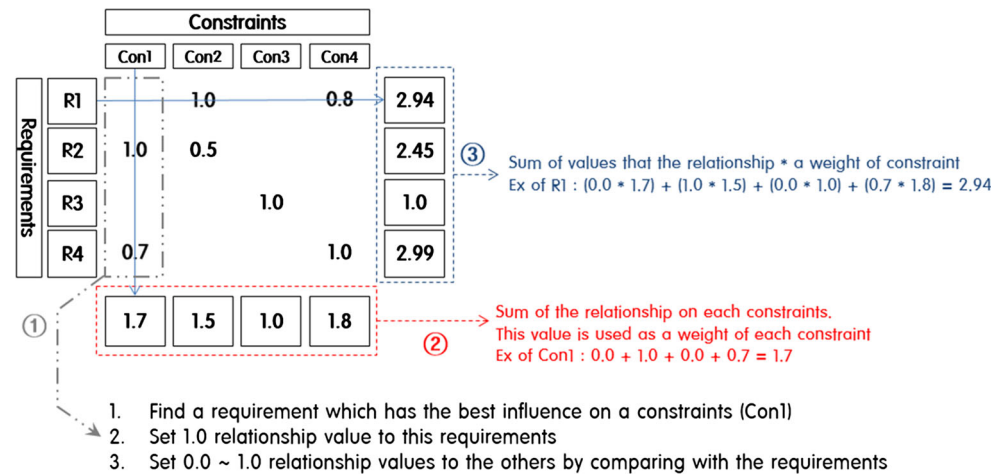 Constraints
Con1 Con2 Con3 Con4
Requirements
R1 1.0 0.8 2.94
R2 1.0 0.5 2.45
R3 1.0 1.0
R4 0.7 1.0 2.99
③
Sum of values that the relationship * a weight of constraint
Ex of R1 : (0.0 * 1.7) + (1.0 * 1.5) + (0.0 * 1.0) + (0.7 * 1.8) = 2.94
①
1.7 1.5 1.0 1.8
②
Sum of the relationship on each constraints.
This value is used as a weight of each constraint
Ex of Con1 : 0.0 + 1.0 + 0.0 + 0.7 = 1.7
1. Find a requirement which has the best influence on a constraints (Con1)
2. Set 1.0 relationship value to this requirements
3. Set 0.0 ~ 1.0 relationship values to the others by comparing with the requirements